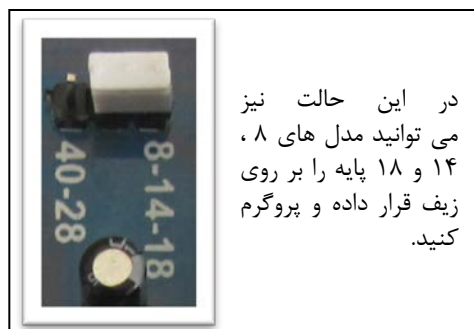 در این حالت نیز
می توانید مدل های ۸ ،
۱۴ و ۱۸ پایه را بر روی
زیف قرار داده و پروگرم
کنید.
40-28
8-14-18